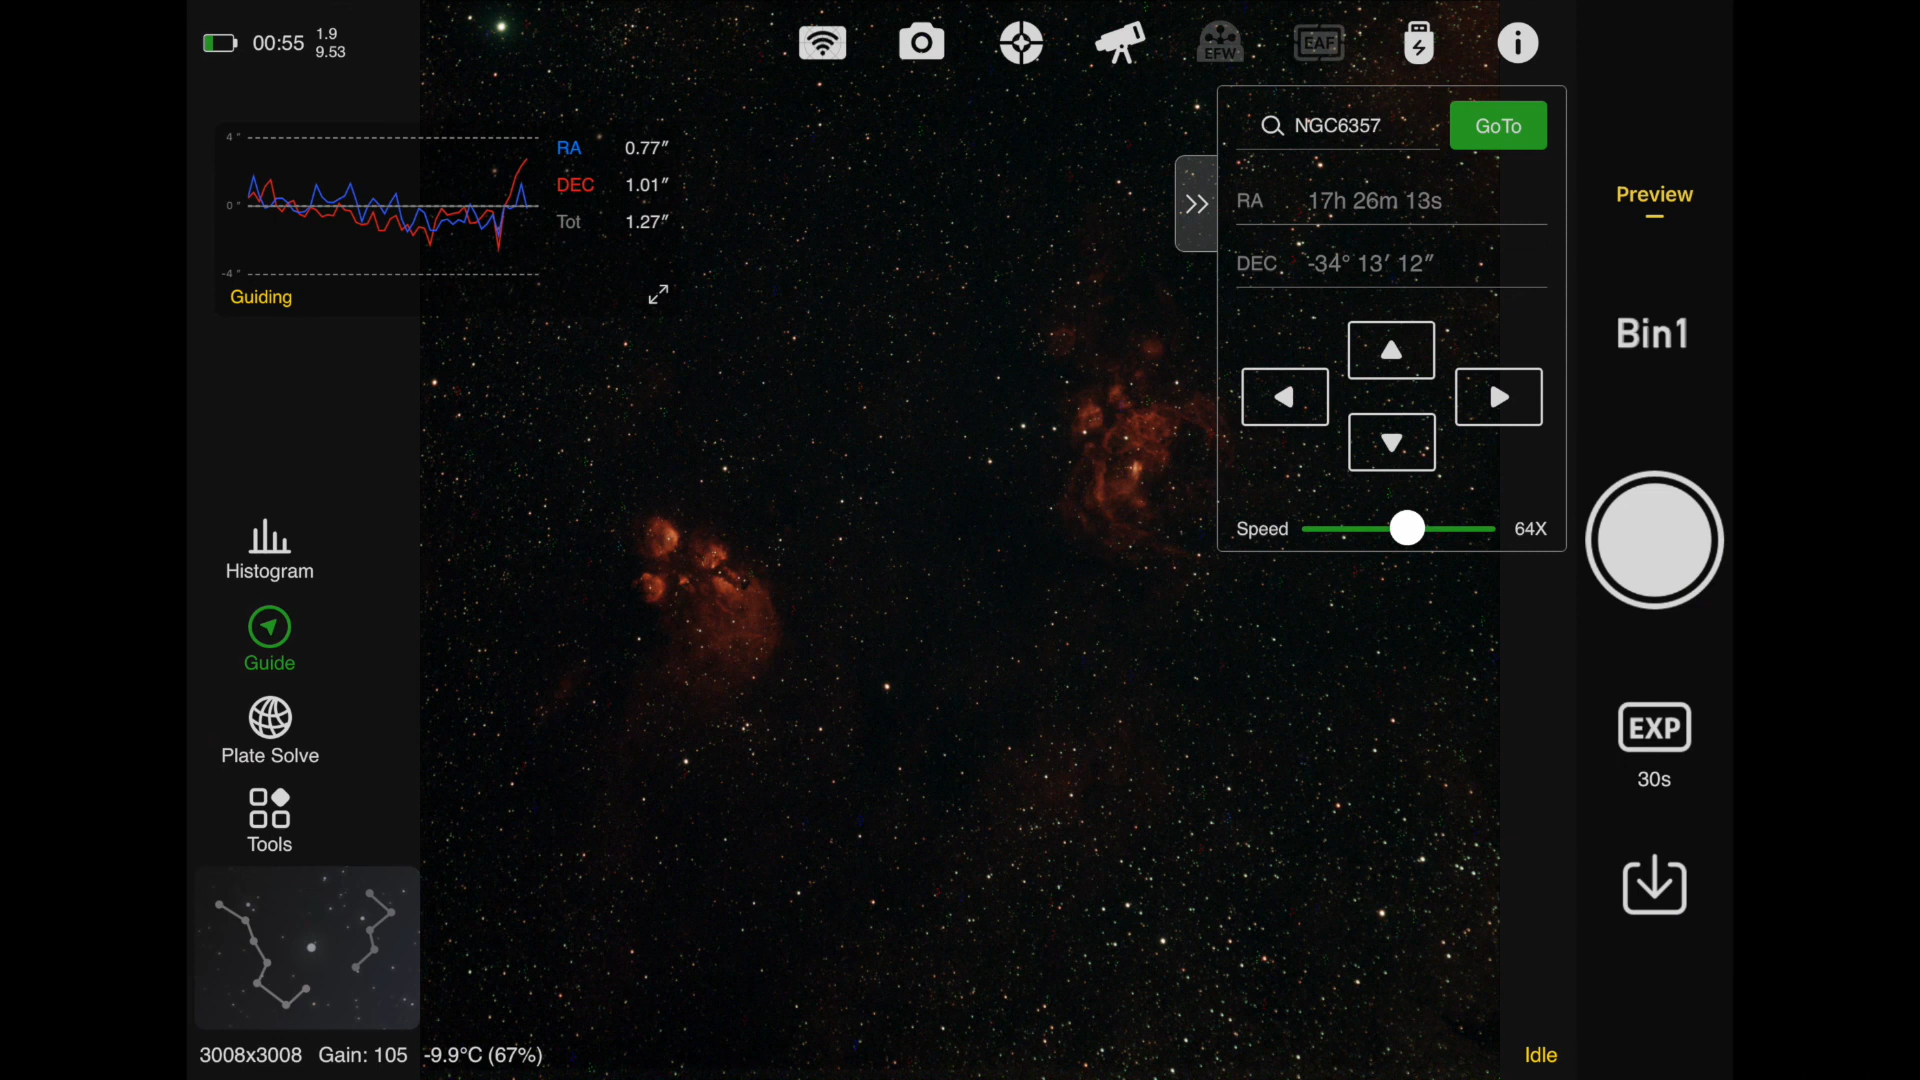 00:55
1.9
9.53
EFW
EAF
4 "
0 "
-4 "
RA 0.77″
DEC 1.01″
Tot 1.27″
Guiding
NGC6357
GoTo
RA 17h 26m 13s
DEC -34° 13′ 12″
Speed
64X
Preview
Bin1
EXP
30s
Histogram
Guide
Plate Solve
Tools
3008x3008 Gain: 105 -9.9°C (67%)
Idle